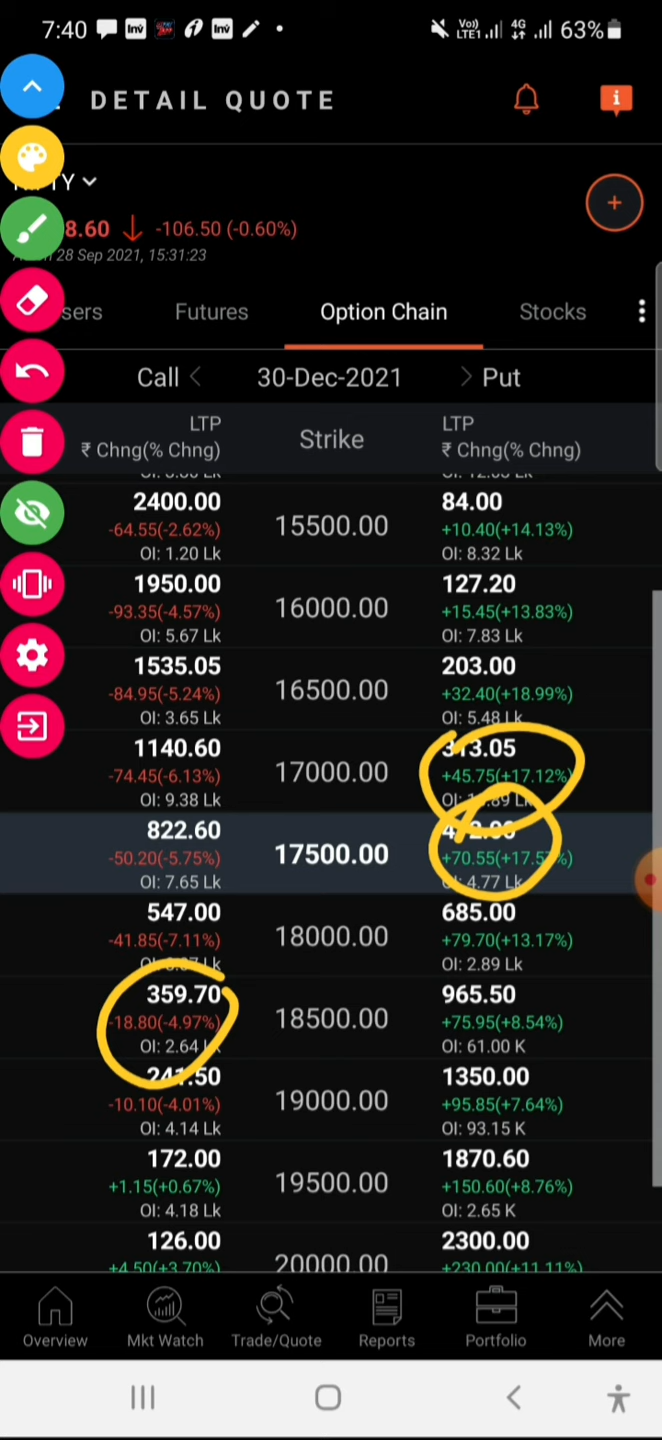 7:40 63%
DETAIL QUOTE
8.60 -106.50 (-0.60%)
28 Sep 2021, 15:31:23
Futures Option Chain Stocks
Call 30-Dec-2021 Put
LTP Strike LTP
₹ Chng(% Chng) ₹ Chng(% Chng)
2400.00 15500.00 84.00
-64.55(-2.62%) +10.40(+14.13%)
OI: 1.20 Lk OI: 8.32 Lk
1950.00 16000.00 127.20
-93.35(-4.57%) +15.45(+13.83%)
OI: 5.67 Lk OI: 7.83 Lk
1535.05 16500.00 203.00
-84.95(-5.24%) +32.40(+18.99%)
OI: 3.65 Lk OI: 5.48 Lk
1140.60 17000.00 313.05
-74.45(-6.13%) +45.75(+17.12%)
OI: 9.38 Lk OI:
822.60 17500.00
-50.20(-5.75%)
OI: 7.65 Lk 4.77 Lk
547.00 18000.00 685.00
-41.85(-7.11%) +79.70(+13.17%)
OI: 2.89 Lk
359.70 18500.00 965.50
-18.80(-4.97%) +75.95(+8.54%)
OI: 2.64 OI: 61.00 K
241.50 19000.00 1350.00
-10.10(-4.01%) +95.85(+7.64%)
OI: 4.14 Lk OI: 93.15 K
172.00 19500.00 1870.60
+1.15(+0.67%) +150.60(+8.76%)
OI: 4.18 Lk OI: 2.65 K
126.00 20000.00 2300.00
+4.50(+3.70%) +230.00(+11.11%)
Overview Mkt Watch Trade/Quote Reports Portfolio More